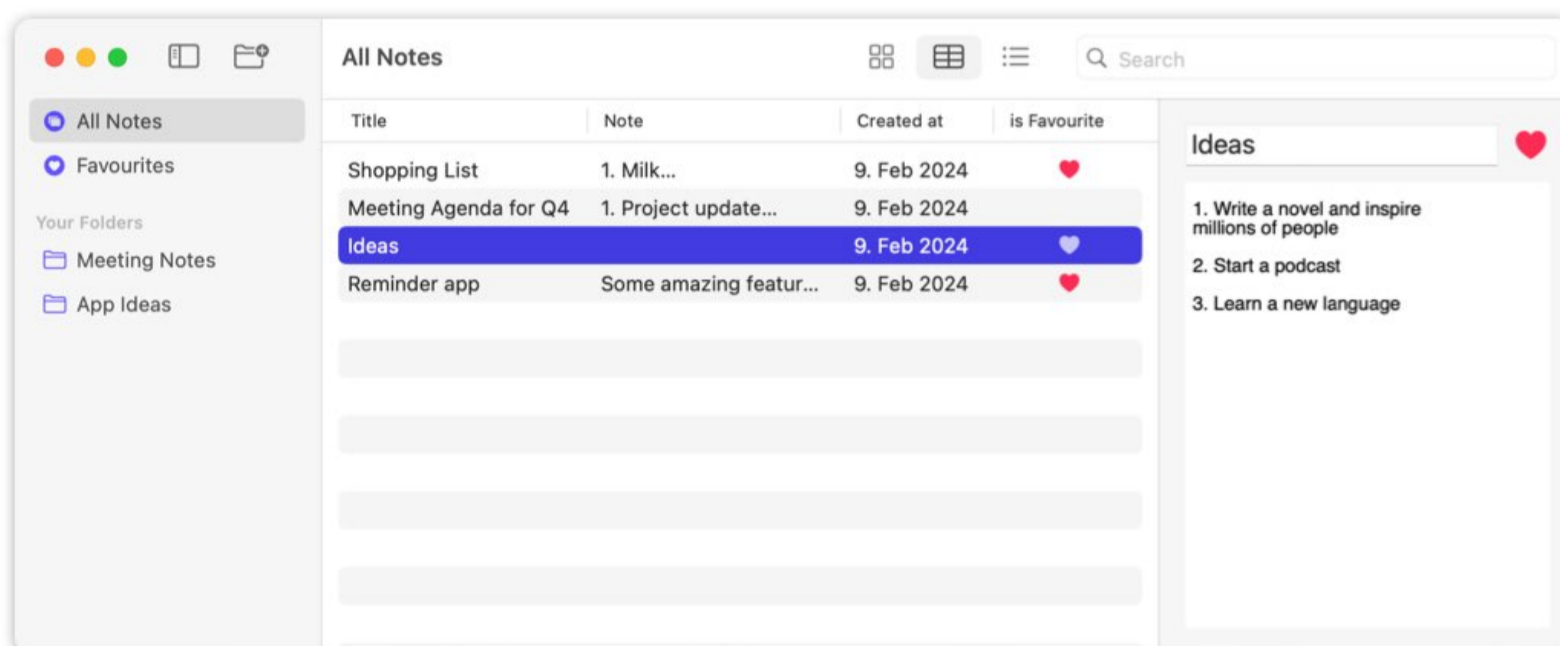 All Notes
Favourites
Your Folders
Meeting Notes
App Ideas
All Notes
Search
Title Note Created at is Favourite
Shopping List 1. Milk... 9. Feb 2024
Meeting Agenda for Q4 1. Project update... 9. Feb 2024
Ideas 9. Feb 2024
Reminder app Some amazing featur... 9. Feb 2024
Ideas
1. Write a novel and inspire
millions of people
2. Start a podcast
3. Learn a new language